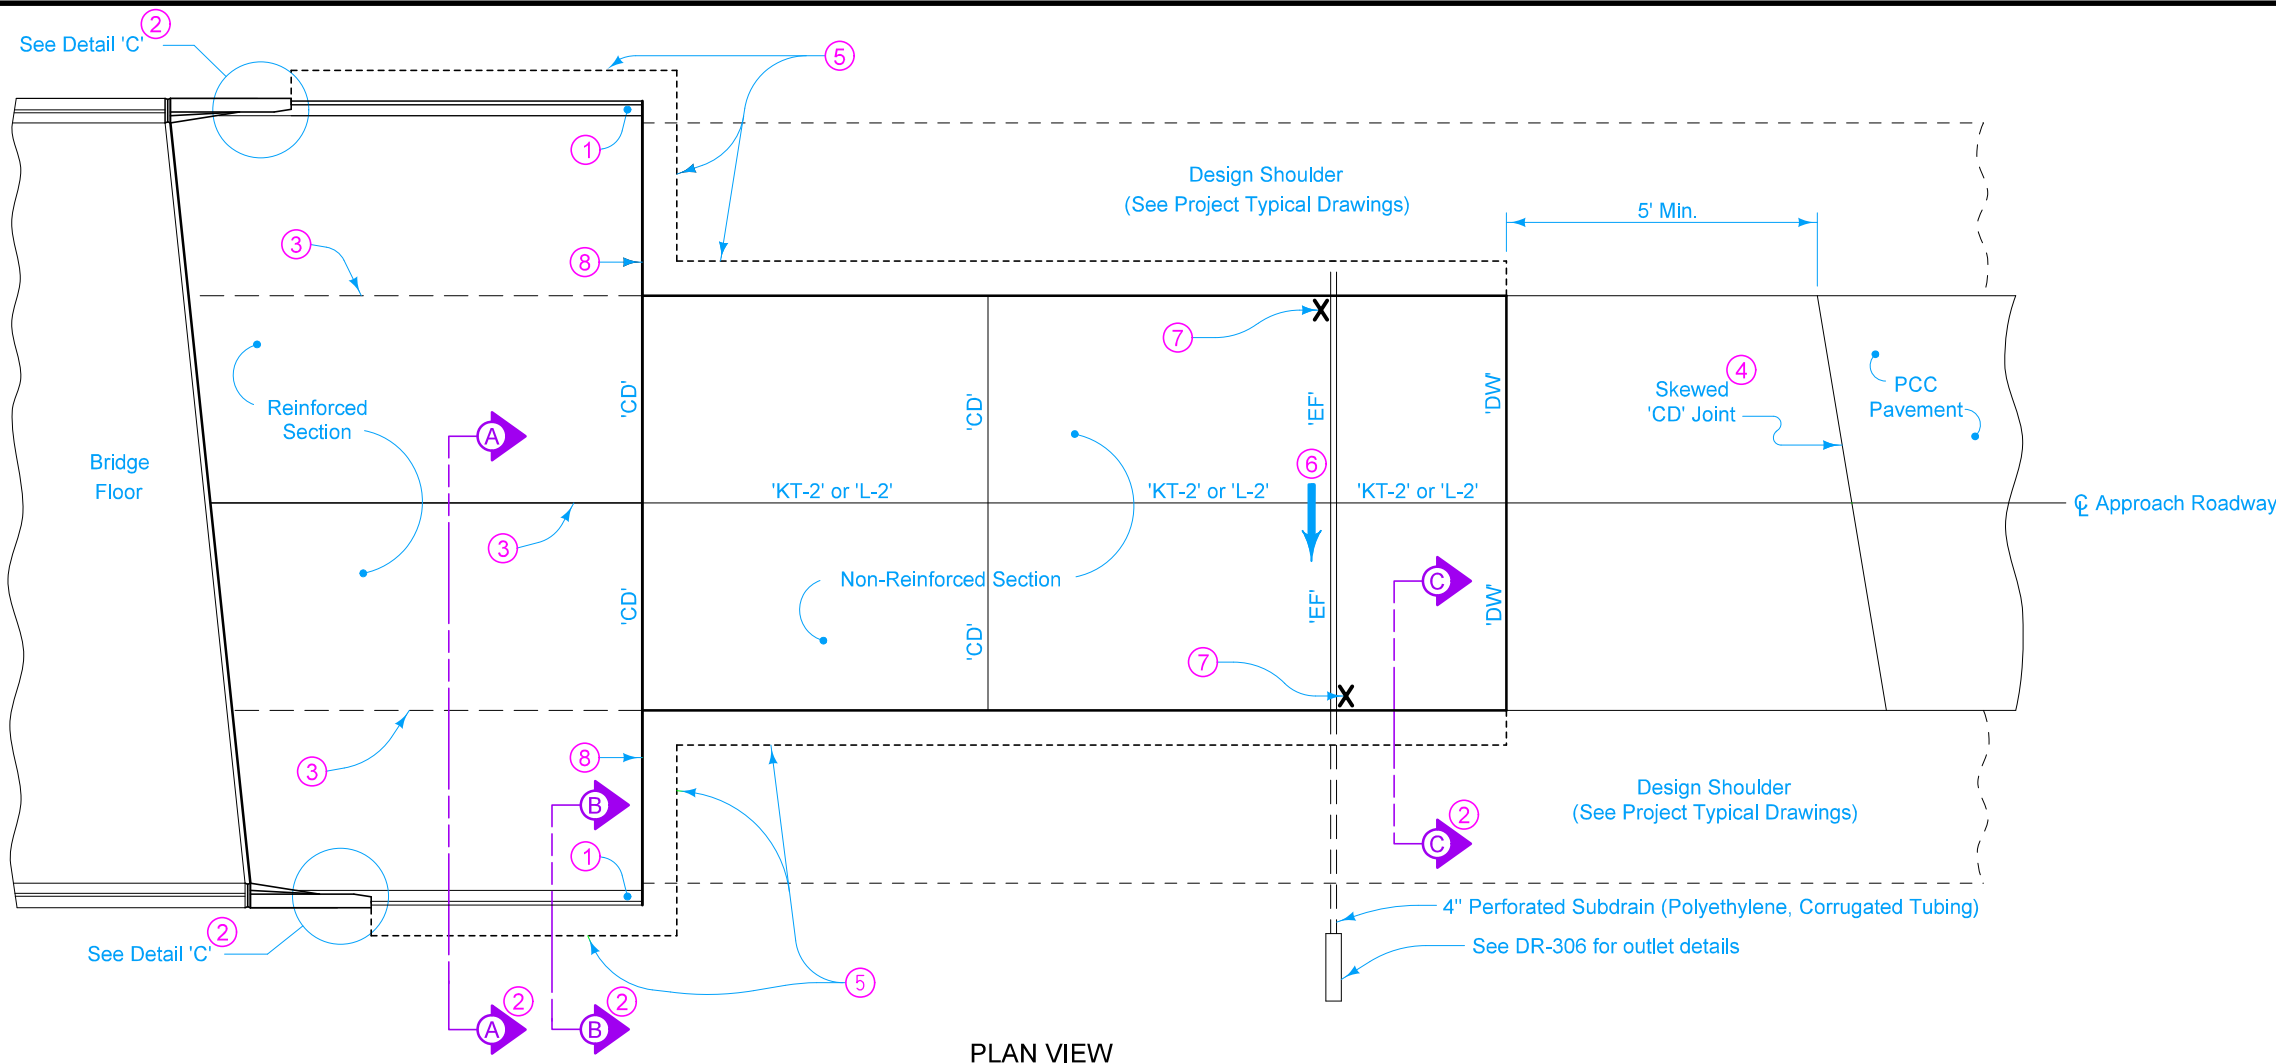 2
See Detail 'C'
5
1
Design Shoulder
(See Project Typical Drawings)
5' Min.
3
8
7
4
Skewed
'CD' Joint
PCC
Pavement
Reinforced
Section
'CD'
'CD'
'EF'
'DW'
A
Bridge
Floor
6
'KT-2' or 'L-2'
'KT-2' or 'L-2'
'KT-2' or 'L-2'
℄ Approach Roadway
3
Non-Reinforced Section
C
'CD'
'CD'
'EF'
'DW'
7
3
8
B
Design Shoulder
(See Project Typical Drawings)
2
C
1
4" Perforated Subdrain (Polyethylene, Corrugated Tubing)
2
See Detail 'C'
See DR-306 for outlet details
5
2
A
2
B
PLAN VIEW